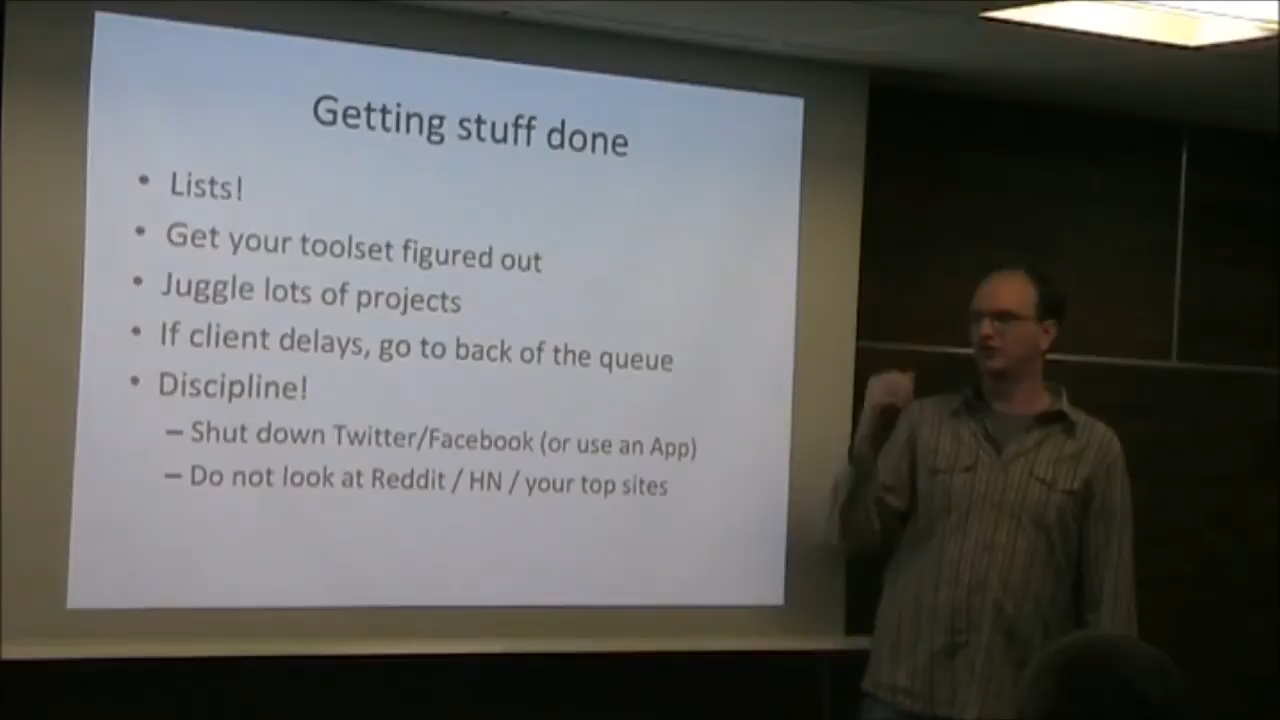 Getting stuff done
• Lists!
• Get your toolset figured out
• Juggle lots of projects
• If client delays, go to back of the queue
• Discipline!
– Shut down Twitter/Facebook (or use an App)
– Do not look at Reddit / HN / your top sites